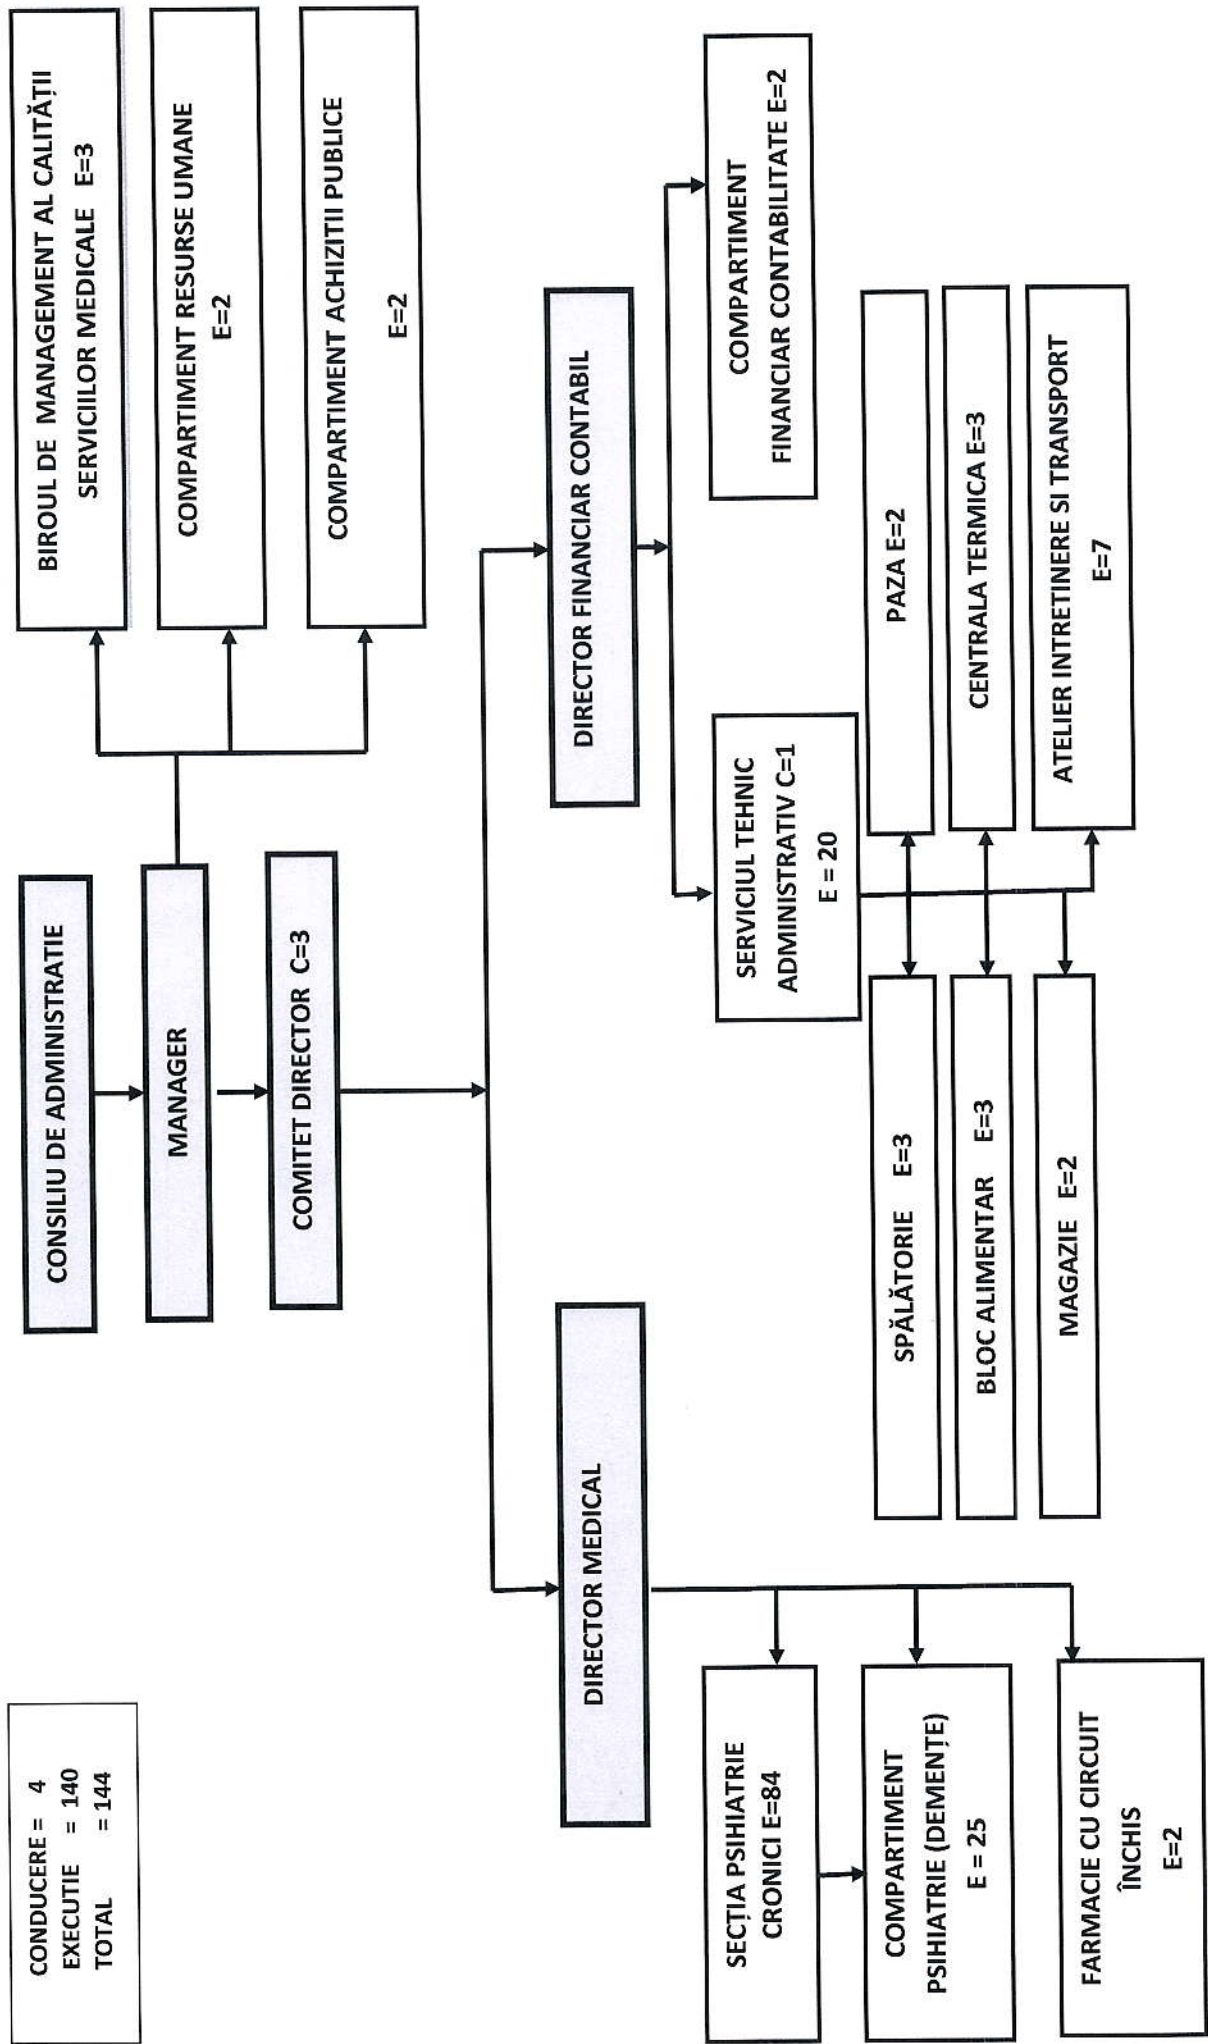 CONDUCERE = 4
EXECUTIE = 140
TOTAL = 144
CONSILIU DE ADMINISTRATIE
MANAGER
COMITET DIRECTOR C=3
BIROUL DE MANAGEMENT AL CALITĂȚII
SERVICIILOR MEDICALE E=3
COMPARTIMENT RESURSE UMANE
E=2
COMPARTIMENT ACHIZITII PUBLICE
E=2
DIRECTOR MEDICAL
DIRECTOR FINANCIAR CONTABIL
SECȚIA PSIHIATRIE
CRONICI E=84
COMPARTIMENT
PSIHIATRIE (DEMENȚE)
E = 25
FARMACIE CU CIRCUIT
ÎNCHIS
E=2
SERVICIUL TEHNIC
ADMINISTRATIV C=1
E = 20
COMPARTIMENT
FINANCIAR CONTABILITATE E=2
SPĂLĂTORIE E=3
PAZA E=2
BLOC ALIMENTAR E=3
CENTRALA TERMICA E=3
MAGAZIE E=2
ATELIER INTRETINERE SI TRANSPORT
E=7